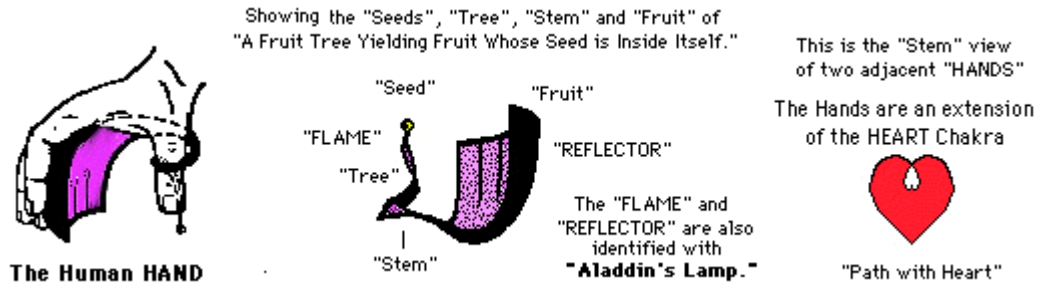 Showing the "Seeds", "Tree", "Stem" and "Fruit" of
"A Fruit Tree Yielding Fruit Whose Seed is Inside Itself."
The Human HAND
"Seed"
"Fruit"
"FLAME"
"REFLECTOR"
"Tree"
"Stem"
The "FLAME" and
"REFLECTOR" are also
identified with
"Aladdin's Lamp."
This is the "Stem" view
of two adjacent "HANDS"
The Hands are an extension
of the HEART Chakra
"Path with Heart"